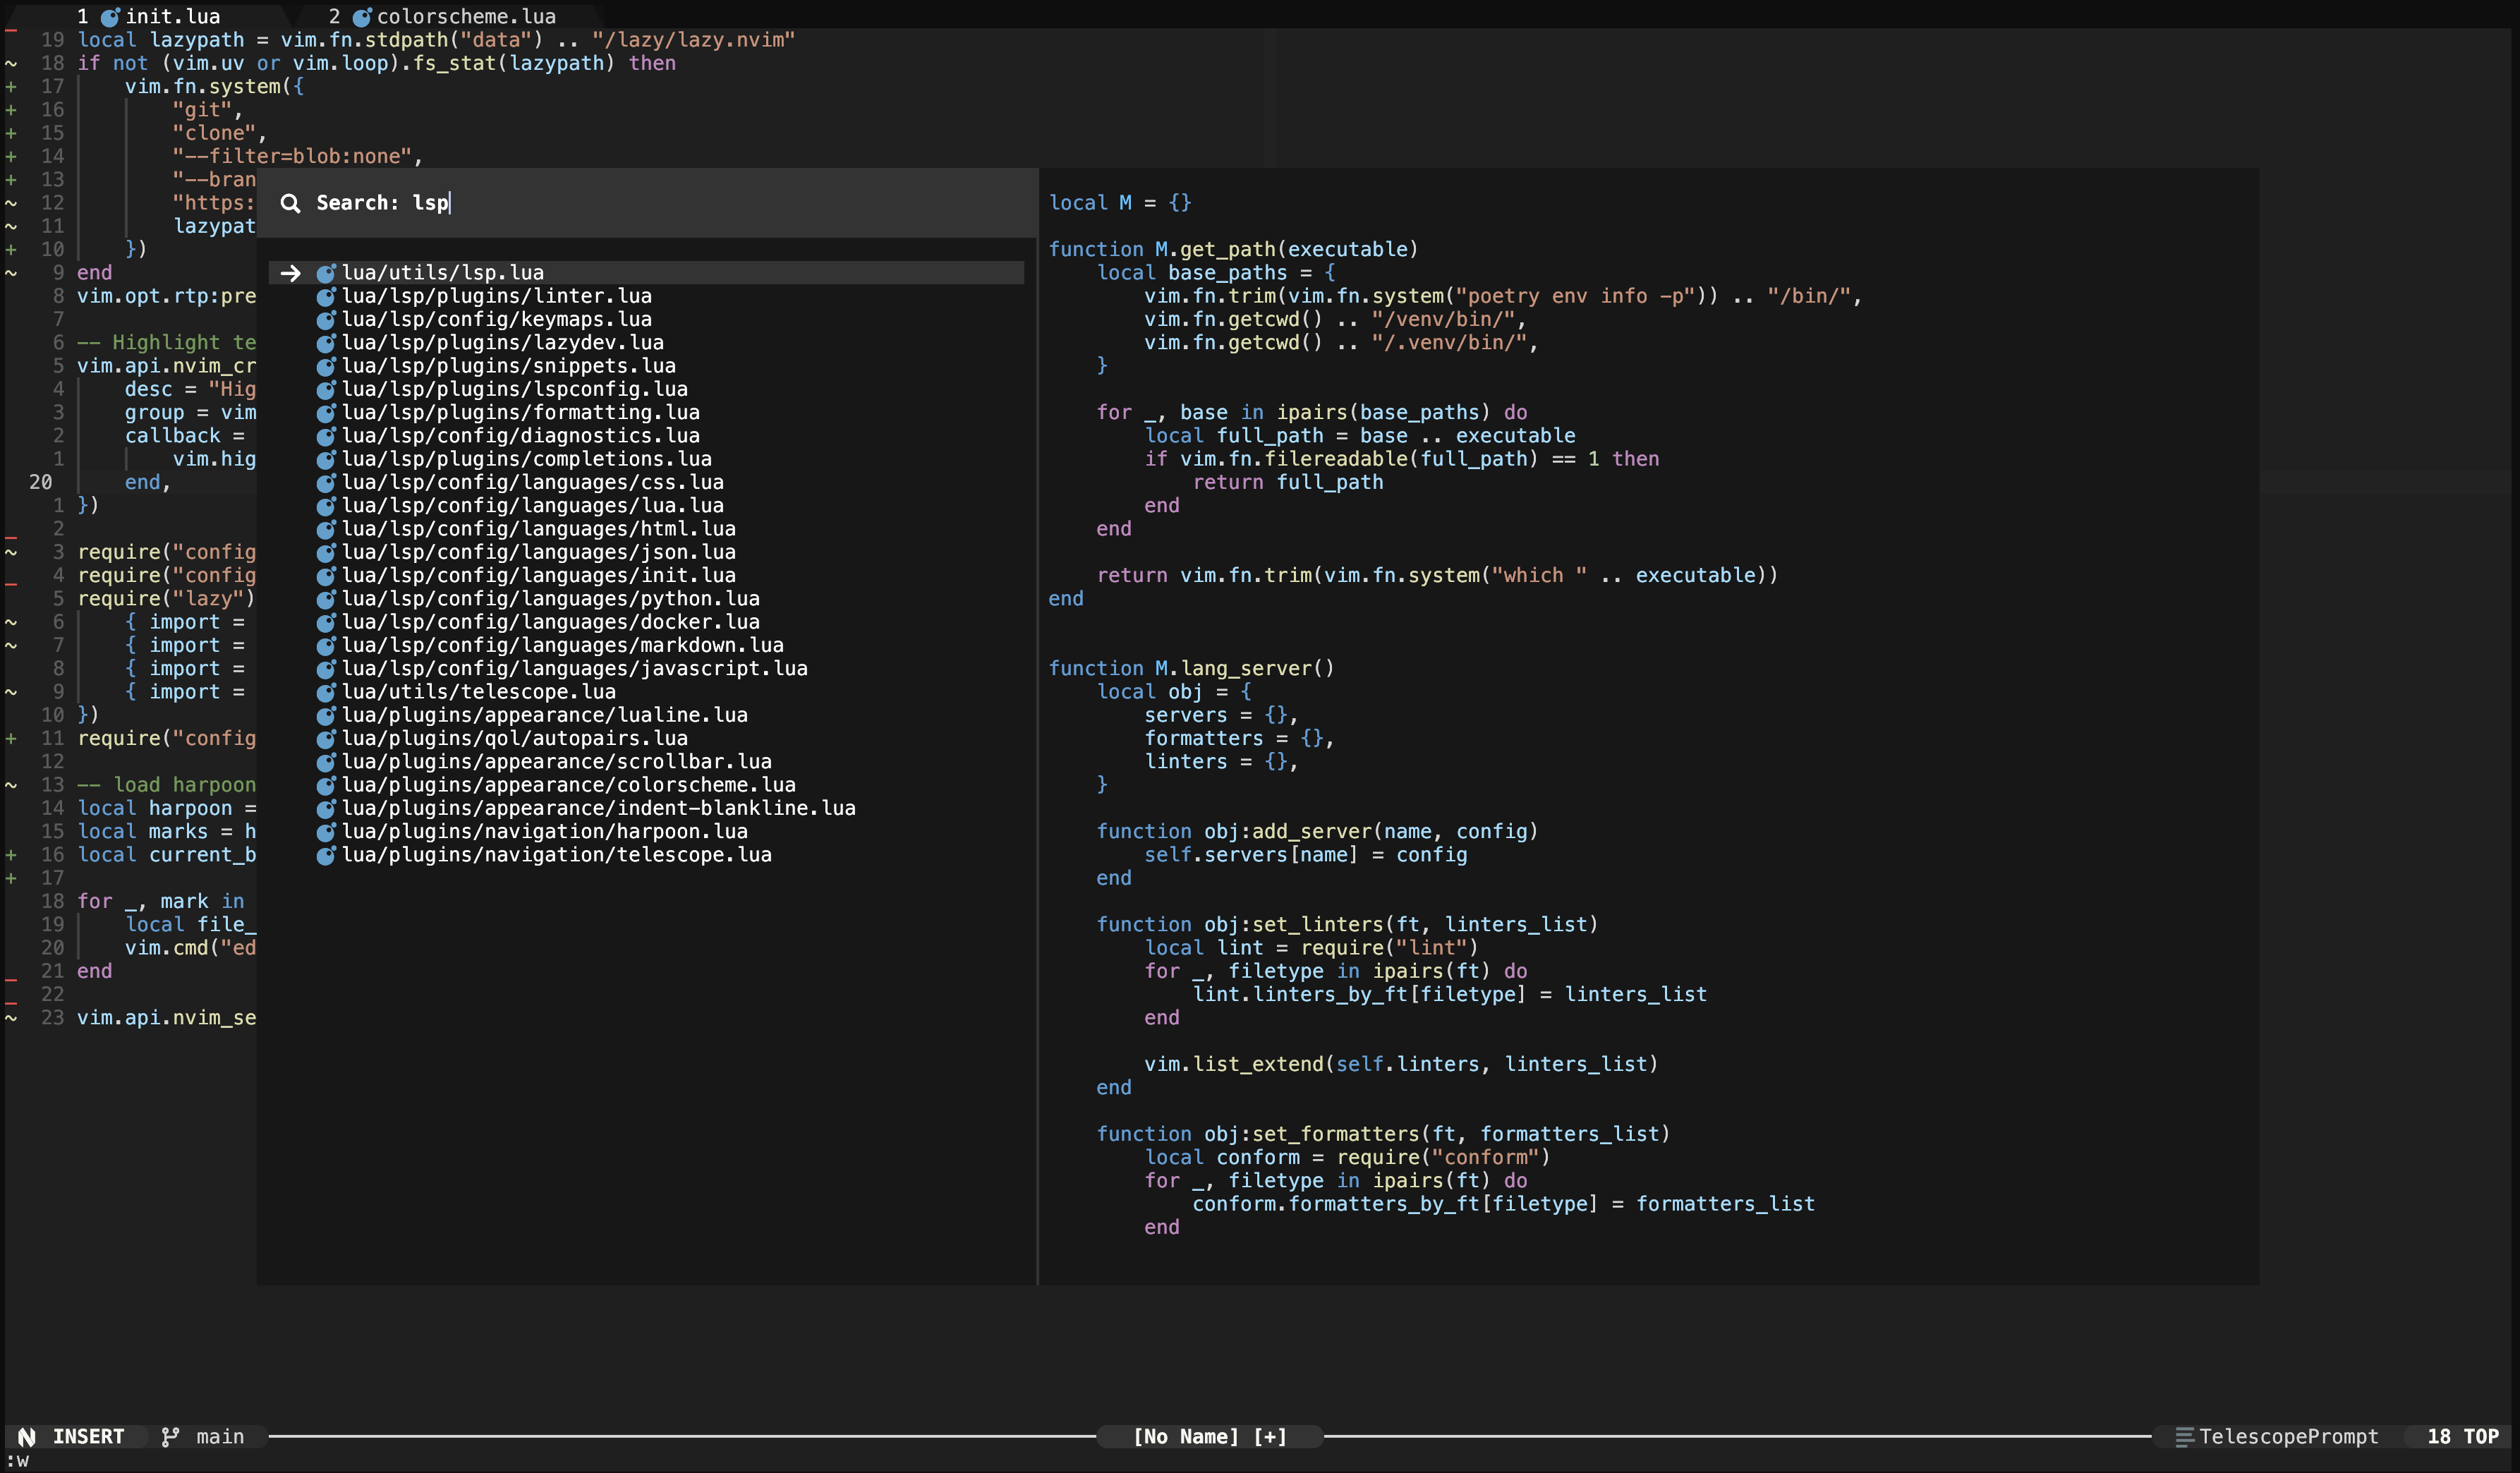 1 init.lua 2 colorscheme.lua
19 local lazypath = vim.fn.stdpath("data") .. "/lazy/lazy.nvim"
~ 18 if not (vim.uv or vim.loop).fs_stat(lazypath) then
+ 17 vim.fn.system({
+ 16 "git",
+ 15 "clone",
+ 14 "--filter=blob:none",
+ 13 "--bran
~ 12 "https:
~ 11 lazypat
+ 10 })
~ 9 end
8 vim.opt.rtp:pre
7
6 -- Highlight te
5 vim.api.nvim_cr
4 desc = "Hig
3 group = vim
2 callback =
1 vim.hig
20 end,
1 })
2
~ 3 require("config
4 require("config
5 require("lazy")
~ 6 { import =
~ 7 { import =
8 { import =
~ 9 { import =
10 })
+ 11 require("config
12
~ 13 -- load harpoon
14 local harpoon =
15 local marks = h
+ 16 local current_b
+ 17
18 for _, mark in
19 local file_
20 vim.cmd("ed
21 end
22
~ 23 vim.api.nvim_se
Search: lsp
→ lua/utils/lsp.lua
lua/lsp/plugins/linter.lua
lua/lsp/config/keymaps.lua
lua/lsp/plugins/lazydev.lua
lua/lsp/plugins/snippets.lua
lua/lsp/plugins/lspconfig.lua
lua/lsp/plugins/formatting.lua
lua/lsp/config/diagnostics.lua
lua/lsp/plugins/completions.lua
lua/lsp/config/languages/css.lua
lua/lsp/config/languages/lua.lua
lua/lsp/config/languages/html.lua
lua/lsp/config/languages/json.lua
lua/lsp/config/languages/init.lua
lua/lsp/config/languages/python.lua
lua/lsp/config/languages/docker.lua
lua/lsp/config/languages/markdown.lua
lua/lsp/config/languages/javascript.lua
lua/utils/telescope.lua
lua/plugins/appearance/lualine.lua
lua/plugins/qol/autopairs.lua
lua/plugins/appearance/scrollbar.lua
lua/plugins/appearance/colorscheme.lua
lua/plugins/appearance/indent-blankline.lua
lua/plugins/navigation/harpoon.lua
lua/plugins/navigation/telescope.lua
local M = {}
function M.get_path(executable)
local base_paths = {
vim.fn.trim(vim.fn.system("poetry env info -p")) .. "/bin/",
vim.fn.getcwd() .. "/venv/bin/",
vim.fn.getcwd() .. "/.venv/bin/",
}
for _, base in ipairs(base_paths) do
local full_path = base .. executable
if vim.fn.filereadable(full_path) == 1 then
return full_path
end
end
return vim.fn.trim(vim.fn.system("which " .. executable))
end
function M.lang_server()
local obj = {
servers = {},
formatters = {},
linters = {},
}
function obj:add_server(name, config)
self.servers[name] = config
end
function obj:set_linters(ft, linters_list)
local lint = require("lint")
for _, filetype in ipairs(ft) do
lint.linters_by_ft[filetype] = linters_list
end
vim.list_extend(self.linters, linters_list)
end
function obj:set_formatters(ft, formatters_list)
local conform = require("conform")
for _, filetype in ipairs(ft) do
conform.formatters_by_ft[filetype] = formatters_list
end
INSERT main [No Name] [+] TelescopePrompt 18 TOP
:w